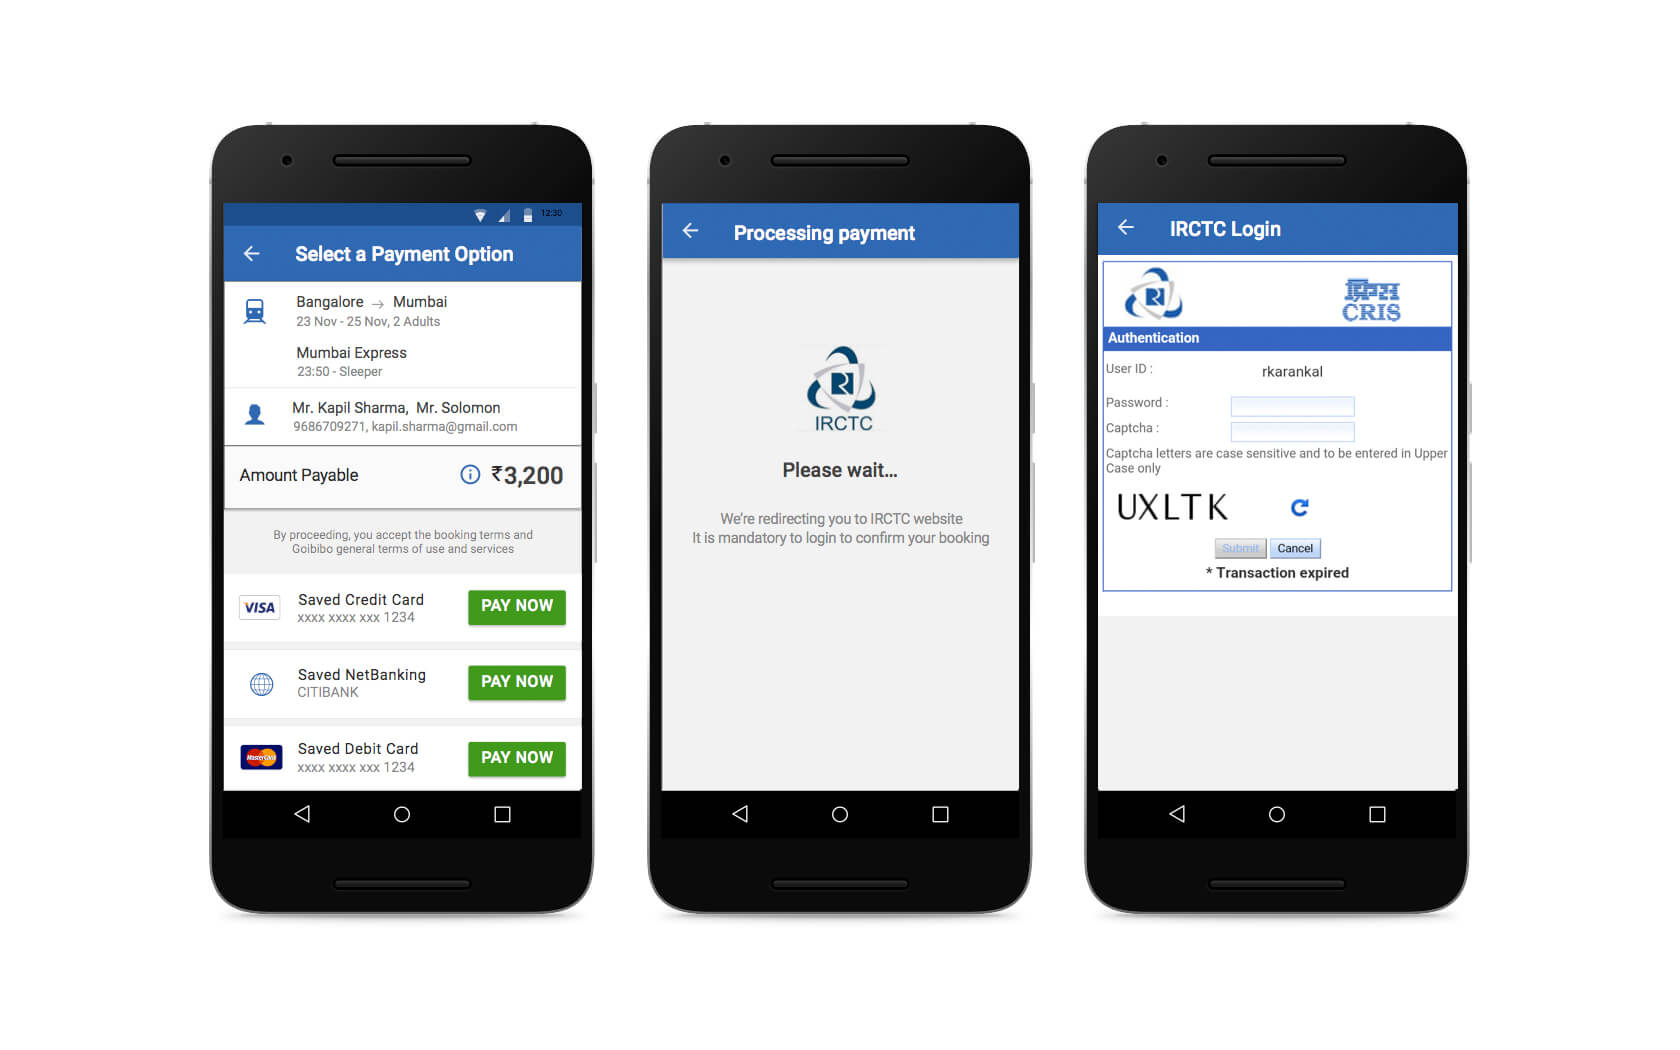 12:30
Select a Payment Option
Bangalore → Mumbai
23 Nov - 25 Nov, 2 Adults
Mumbai Express
23:50 - Sleeper
Mr. Kapil Sharma, Mr. Solomon
9686709271, kapil.sharma@gmail.com
Amount Payable ₹3,200
By proceeding, you accept the booking terms and
Goibibo general terms of use and services
VISA
Saved Credit Card
xxxx xxxx xxx 1234
PAY NOW
Saved NetBanking
CITIBANK
PAY NOW
MasterCard
Saved Debit Card
xxxx xxxx xxx 1234
PAY NOW
Processing payment
IRCTC
Please wait...
We're redirecting you to IRCTC website
It is mandatory to login to confirm your booking
IRCTC Login
क्रिस
CRIS
Authentication
User ID : rkarankal
Password :
Captcha :
Captcha letters are case sensitive and to be entered in Upper
Case only
UXLTK
Submit Cancel
* Transaction expired